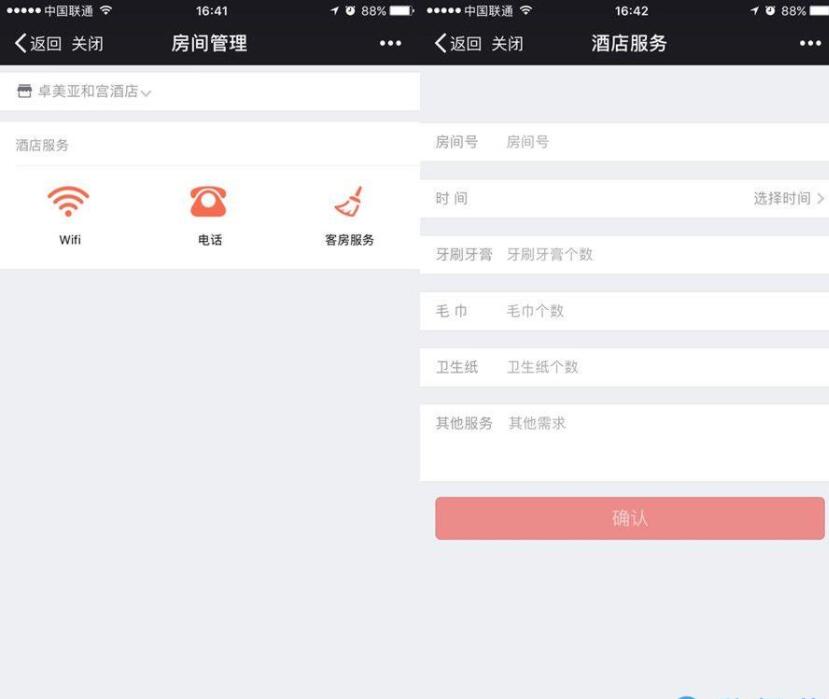 中国联通 16:41 88%
返回 关闭 房间管理
卓美亚和宫酒店
酒店服务
Wifi 电话 客房服务
中国联通 16:42 88%
返回 关闭 酒店服务
房间号 房间号
时 间 选择时间
牙刷牙膏 牙刷牙膏个数
毛 巾 毛巾个数
卫生纸 卫生纸个数
其他服务 其他需求
确认